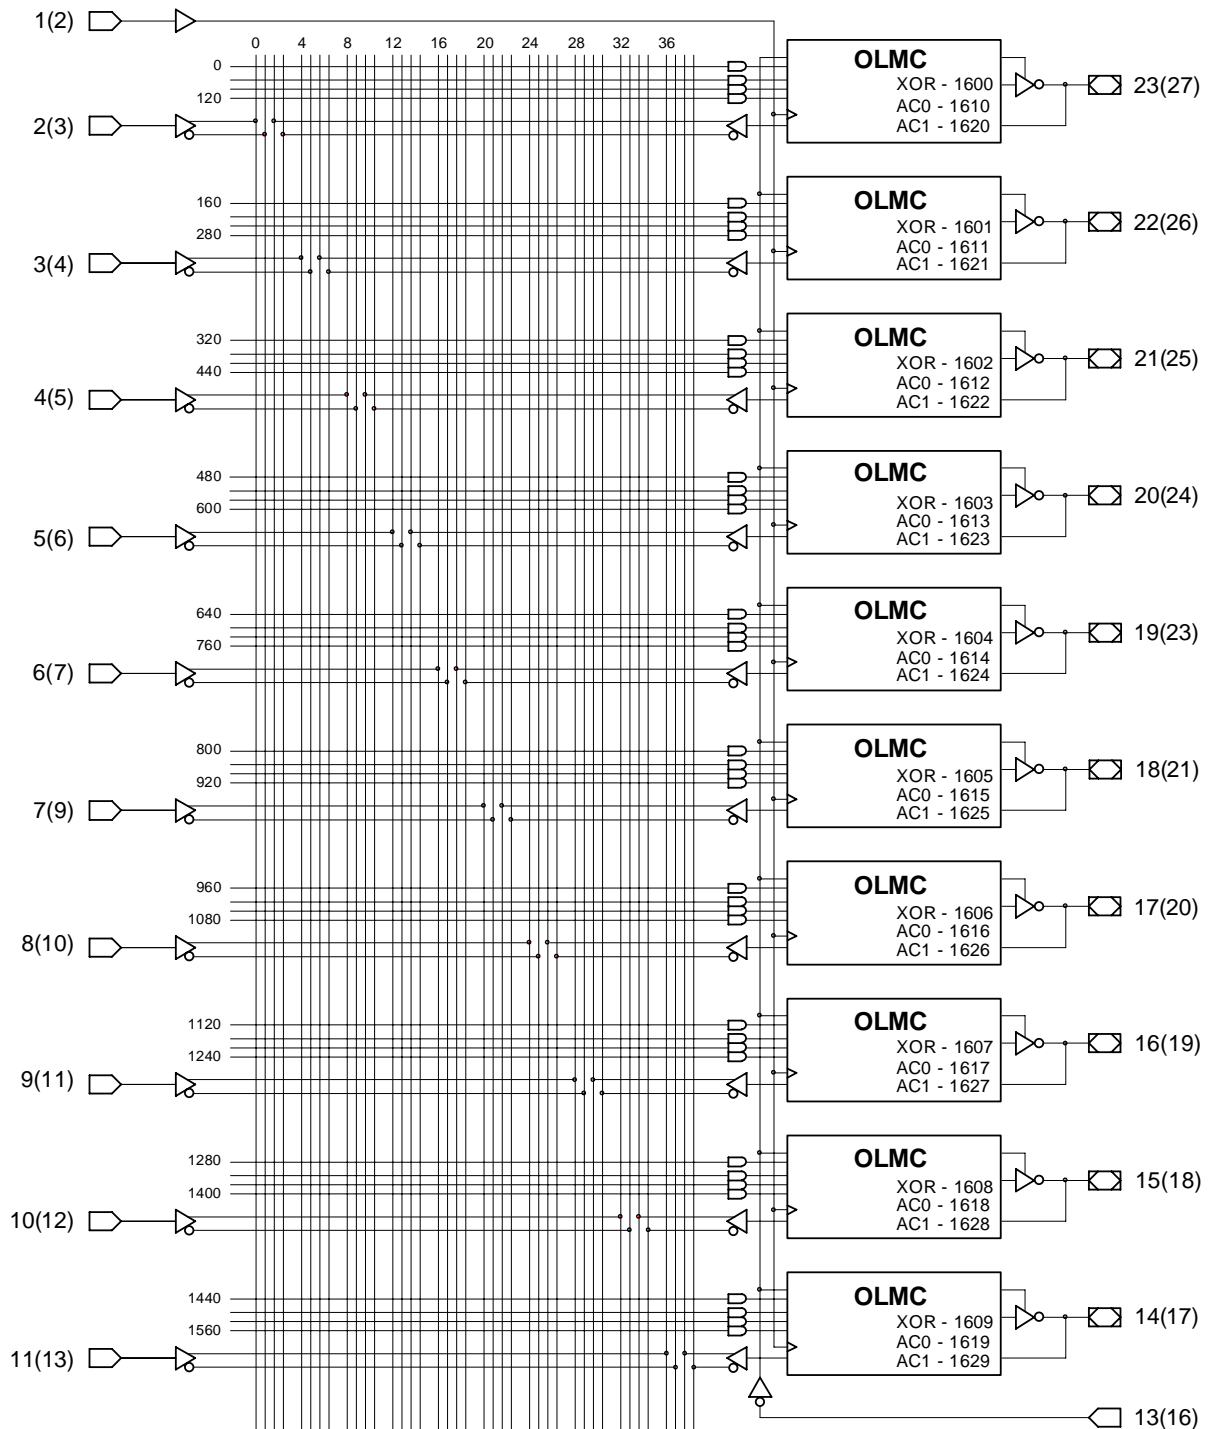 1(2)
0 4 8 12 16 20 24 28 32 36
0
120
2(3)
OLMC
XOR - 1600
AC0 - 1610
AC1 - 1620
23(27)
160
280
3(4)
OLMC
XOR - 1601
AC0 - 1611
AC1 - 1621
22(26)
320
440
4(5)
OLMC
XOR - 1602
AC0 - 1612
AC1 - 1622
21(25)
480
600
5(6)
OLMC
XOR - 1603
AC0 - 1613
AC1 - 1623
20(24)
640
760
6(7)
OLMC
XOR - 1604
AC0 - 1614
AC1 - 1624
19(23)
800
920
7(9)
OLMC
XOR - 1605
AC0 - 1615
AC1 - 1625
18(21)
960
1080
8(10)
OLMC
XOR - 1606
AC0 - 1616
AC1 - 1626
17(20)
1120
1240
9(11)
OLMC
XOR - 1607
AC0 - 1617
AC1 - 1627
16(19)
1280
1400
10(12)
OLMC
XOR - 1608
AC0 - 1618
AC1 - 1628
15(18)
1440
1560
11(13)
OLMC
XOR - 1609
AC0 - 1619
AC1 - 1629
14(17)
13(16)